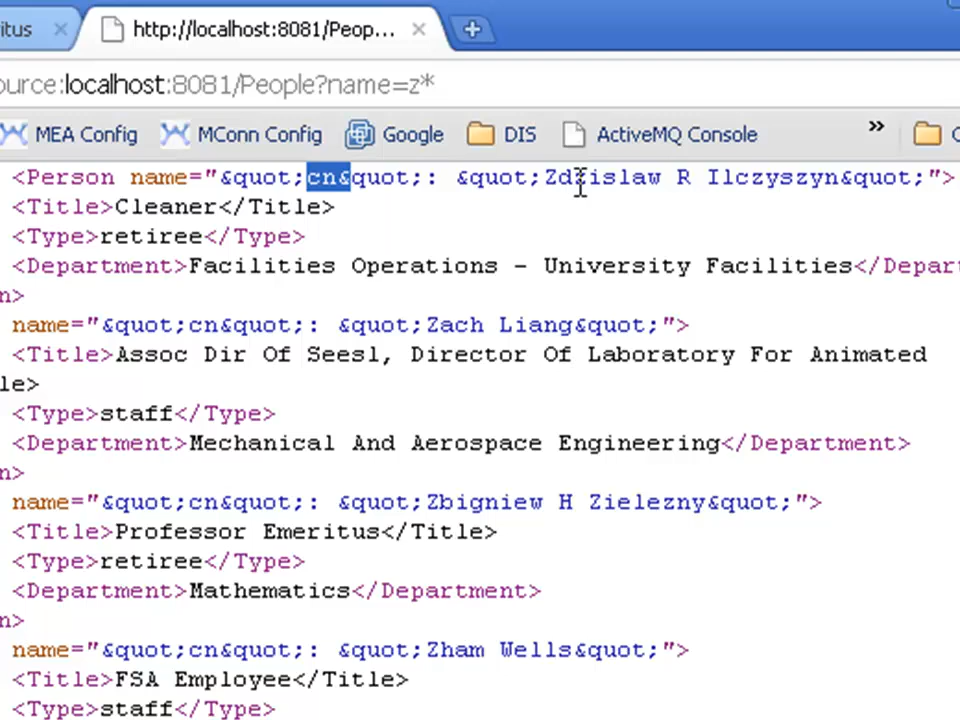 itus
http://localhost:8081/Peop...
ource:localhost:8081/People?name=z*
MEA Config MConn Config Google DIS ActiveMQ Console » C
<Person name="&quot;cn&quot;: &quot;Zdzislaw R Ilczyszyn&quot;">
<Title>Cleaner</Title>
<Type>retiree</Type>
<Department>Facilities Operations - University Facilities</Depart
n>
name="&quot;cn&quot;: &quot;Zach Liang&quot;">
<Title>Assoc Dir Of Seesl, Director Of Laboratory For Animated
le>
<Type>staff</Type>
<Department>Mechanical And Aerospace Engineering</Department>
n>
name="&quot;cn&quot;: &quot;Zbigniew H Zielezny&quot;">
<Title>Professor Emeritus</Title>
<Type>retiree</Type>
<Department>Mathematics</Department>
n>
name="&quot;cn&quot;: &quot;Zham Wells&quot;">
<Title>FSA Employee</Title>
<Type>staff</Type>